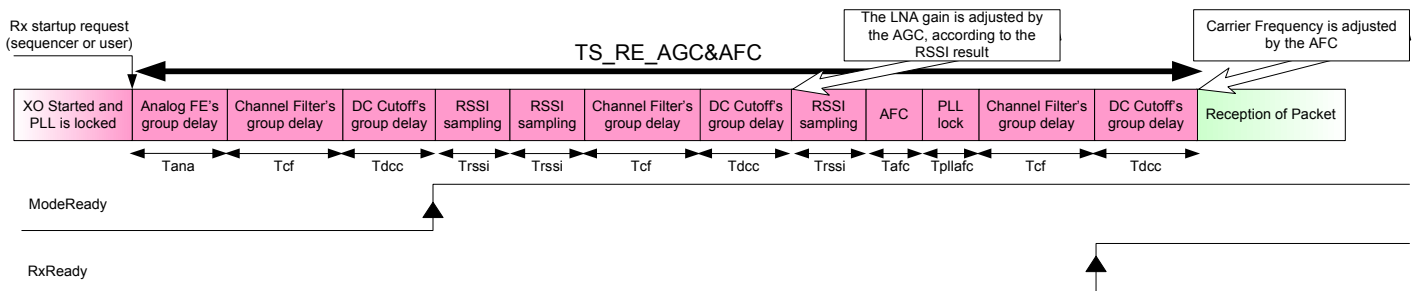 Rx startup request
(sequencer or user)
TS_RE_AGC&AFC
The LNA gain is adjusted by
the AGC, according to the
RSSI result
Carrier Frequency is adjusted
by the AFC
XO Started and
PLL is locked
Analog FE's
group delay
Channel Filter's
group delay
DC Cutoff's
group delay
RSSI
sampling
RSSI
sampling
Channel Filter's
group delay
DC Cutoff's
group delay
RSSI
sampling
AFC
PLL
lock
Channel Filter's
group delay
DC Cutoff's
group delay
Reception of Packet
Tana
Tcf
Tdcc
Trssi
Trssi
Tcf
Tdcc
Trssi
Tafc
Tpllafc
Tcf
Tdcc
ModeReady
RxReady